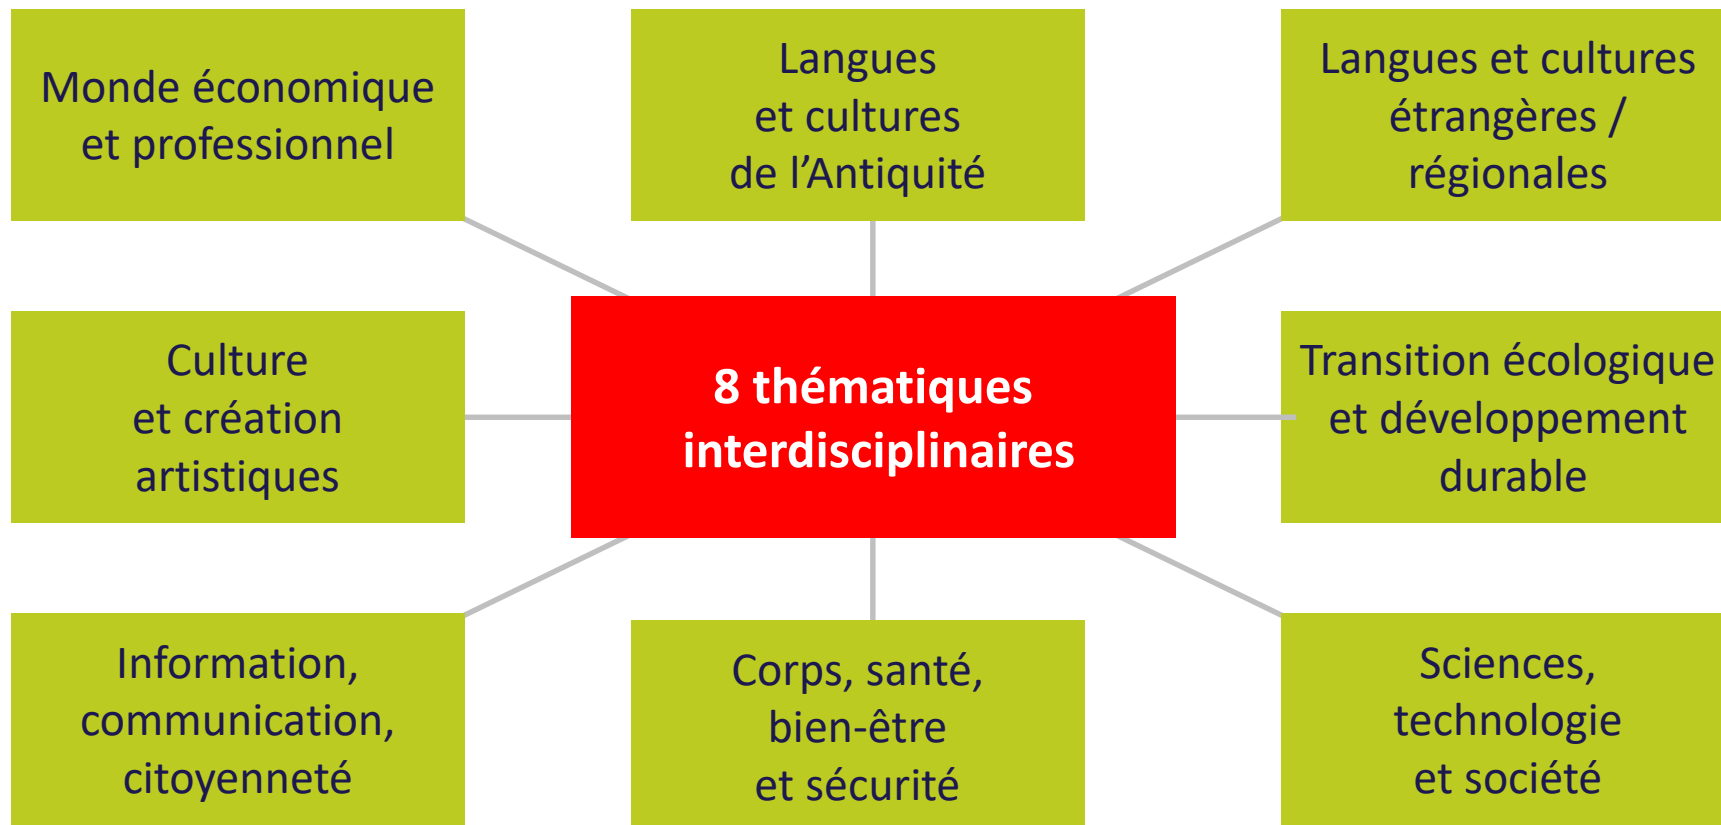 Monde économique
et professionnel
Langues
et cultures
de l’Antiquité
Langues et cultures
étrangères /
régionales
Culture
et création
artistiques
8 thématiques
interdisciplinaires
Transition écologique
et développement
durable
Information,
communication,
citoyenneté
Corps, santé,
bien-être
et sécurité
Sciences,
technologie
et société